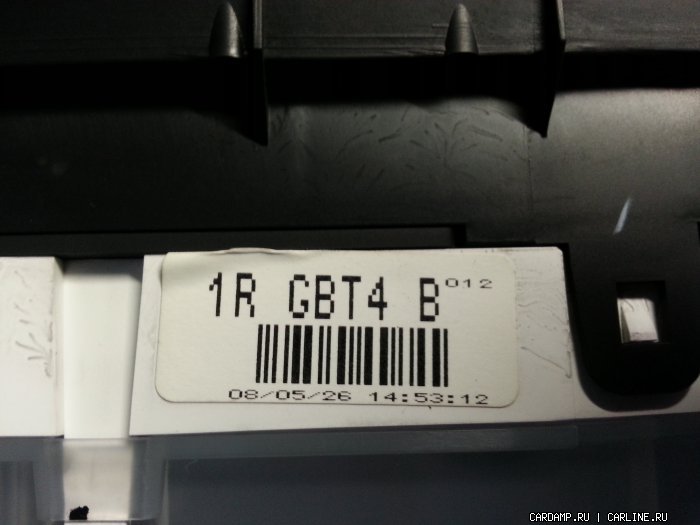 1R GBT4 B 012
08/05/26 14:53:12
CARDAMP.RU | CARLINE.RU